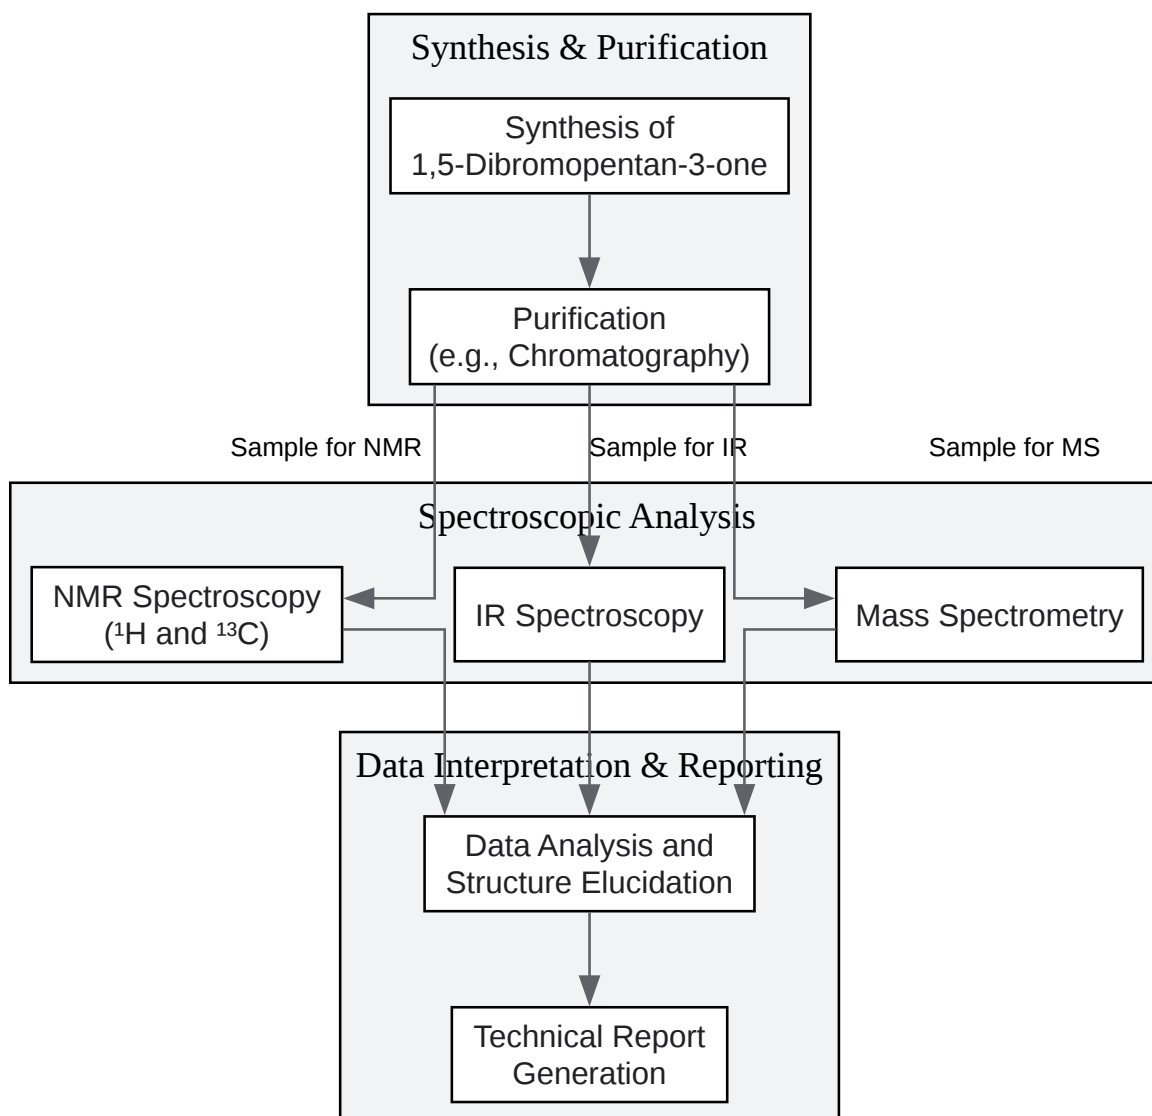 Synthesis & Purification
Synthesis of
1,5-Dibromopentan-3-one
Purification
(e.g., Chromatography)
Sample for NMR
Sample for IR
Sample for MS
Spectroscopic Analysis
NMR Spectroscopy
(¹H and ¹³C)
IR Spectroscopy
Mass Spectrometry
Data Interpretation & Reporting
Data Analysis and
Structure Elucidation
Technical Report
Generation